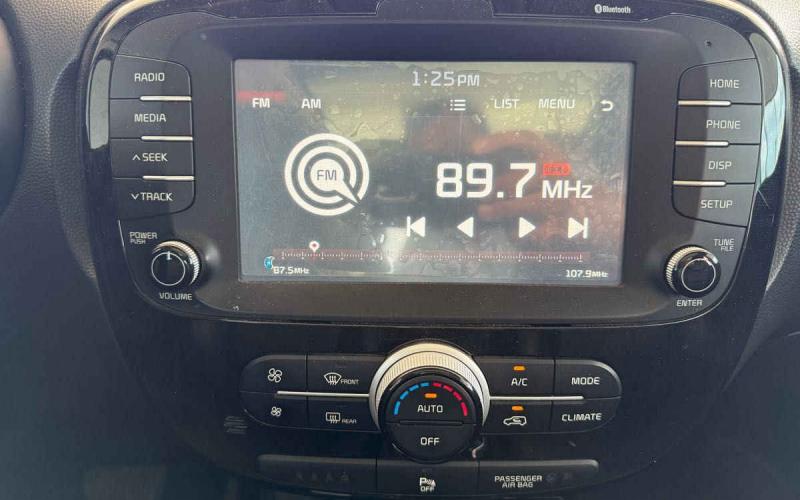 Bluetooth
RADIO
MEDIA
SEEK
TRACK
POWER
PUSH
VOLUME
1:25PM
FM AM LIST MENU
FM
89.7 MHz
87.5MHz 107.9MHz
HOME
PHONE
DISP
SETUP
TUNE
FILE
ENTER
FRONT
REAR
AUTO
OFF
A/C MODE
CLIMATE
OFF
PASSENGER
AIR BAG